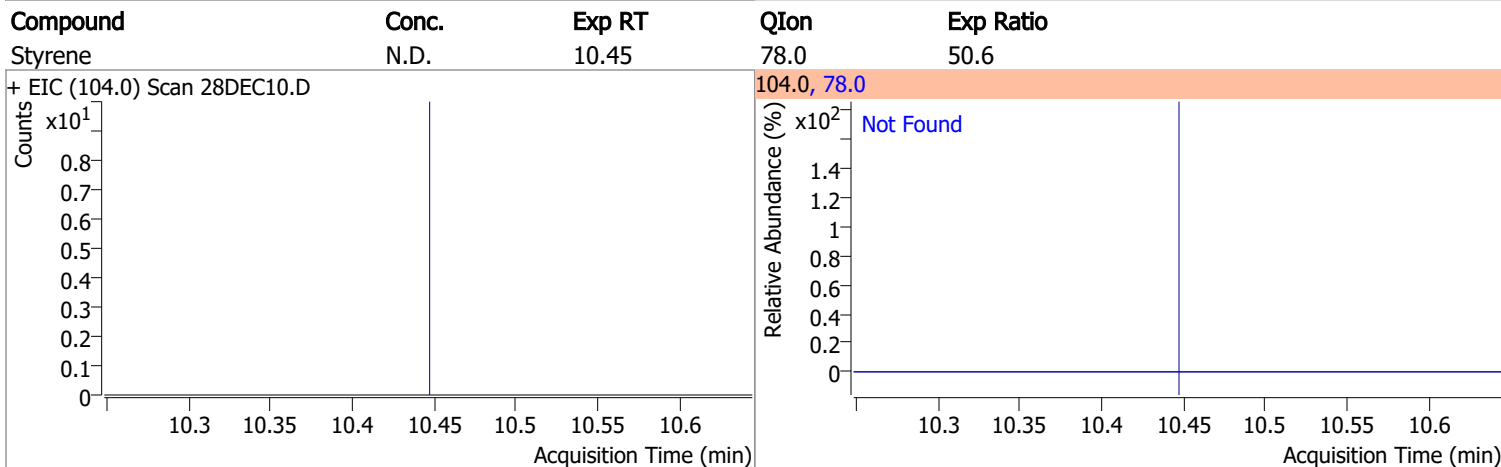 Compound Conc. Exp RT QIon Exp Ratio
Styrene N.D. 10.45 78.0 50.6
+ EIC (104.0) Scan 28DEC10.D
Counts
x10¹
0.8
0.7
0.6
0.5
0.4
0.3
0.2
0.1
0
10.3 10.35 10.4 10.45 10.5 10.55 10.6
Acquisition Time (min)
104.0, 78.0
Relative Abundance (%)
x10²
Not Found
1.4
1.2
1
0.8
0.6
0.4
0.2
0
10.3 10.35 10.4 10.45 10.5 10.55 10.6
Acquisition Time (min)